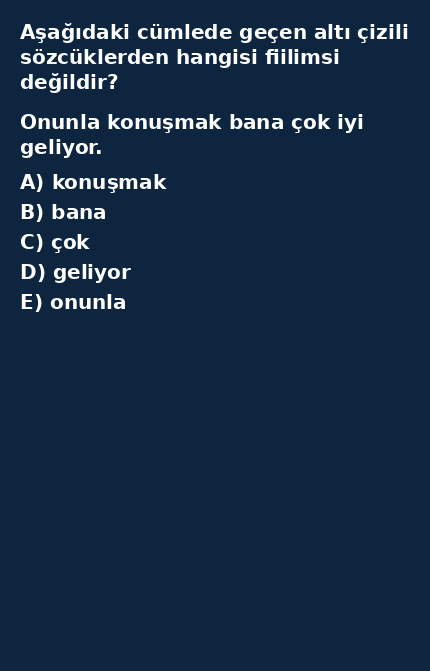 Aşağıdaki cümlede geçen altı çizili
sözcüklerden hangisi fiilimsi
değildir?
Onunla konuşmak bana çok iyi
geliyor.
A) konuşmak
B) bana
C) çok
D) geliyor
E) onunla